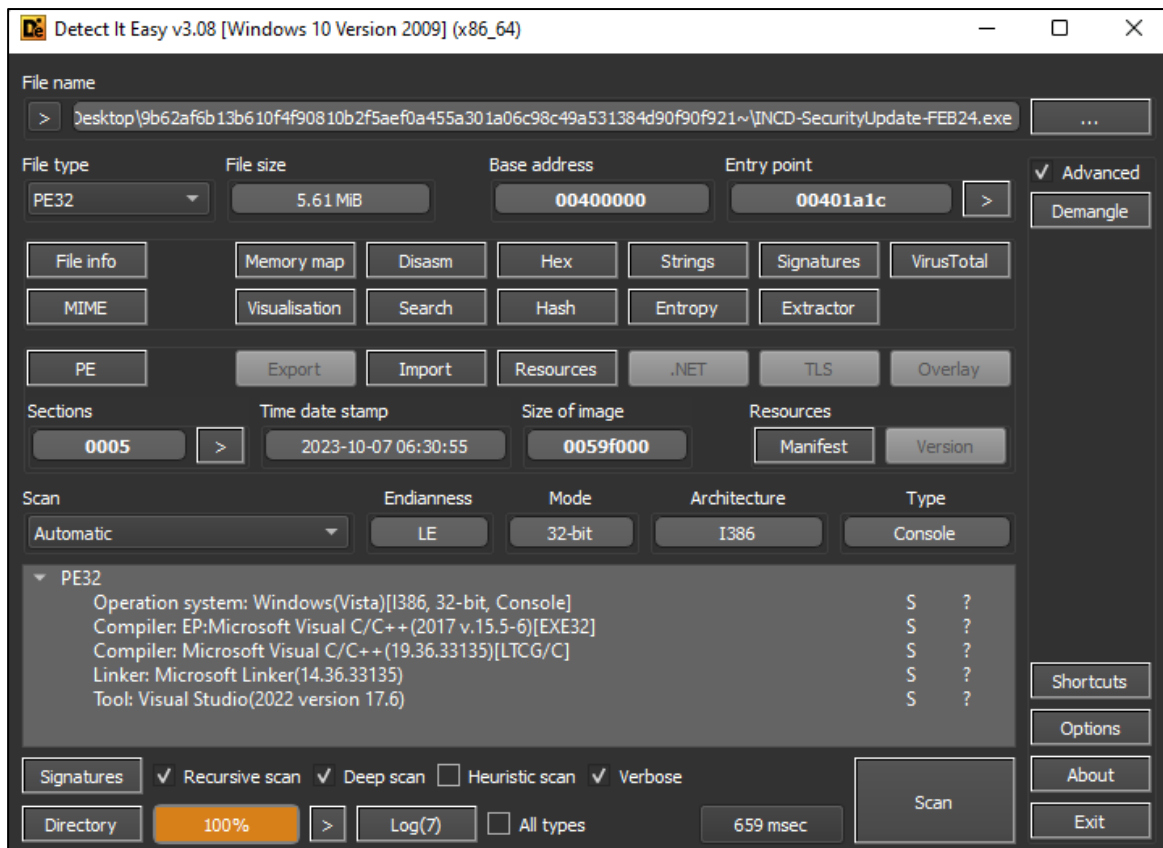 Detect It Easy v3.08 [Windows 10 Version 2009] (x86_64)
File name
> Desktop\9b62af6b13b610f4f90810b2f5aef0a455a301a06c98c49a531384d90f90f921~\INCD-SecurityUpdate-FEB24.exe ...
File type File size Base address Entry point Advanced
PE32 5.61 MiB 00400000 00401a1c > Demangle
File info Memory map Disasm Hex Strings Signatures VirusTotal
MIME Visualisation Search Hash Entropy Extractor
PE Export Import Resources .NET TLS Overlay
Sections Time date stamp Size of image Resources
0005 > 2023-10-07 06:30:55 0059f000 Manifest Version
Scan Endianness Mode Architecture Type
Automatic LE 32-bit I386 Console
PE32
Operation system: Windows(Vista)[I386, 32-bit, Console] S ?
Compiler: EP:Microsoft Visual C/C++(2017 v.15.5-6)[EXE32] S ?
Compiler: Microsoft Visual C/C++(19.36.33135)[LTCG/C] S ?
Linker: Microsoft Linker(14.36.33135) S ?
Tool: Visual Studio(2022 version 17.6) S ?
Shortcuts
Options
Signatures Recursive scan Deep scan Heuristic scan Verbose Scan About
Directory 100% > Log(7) All types 659 msec Exit